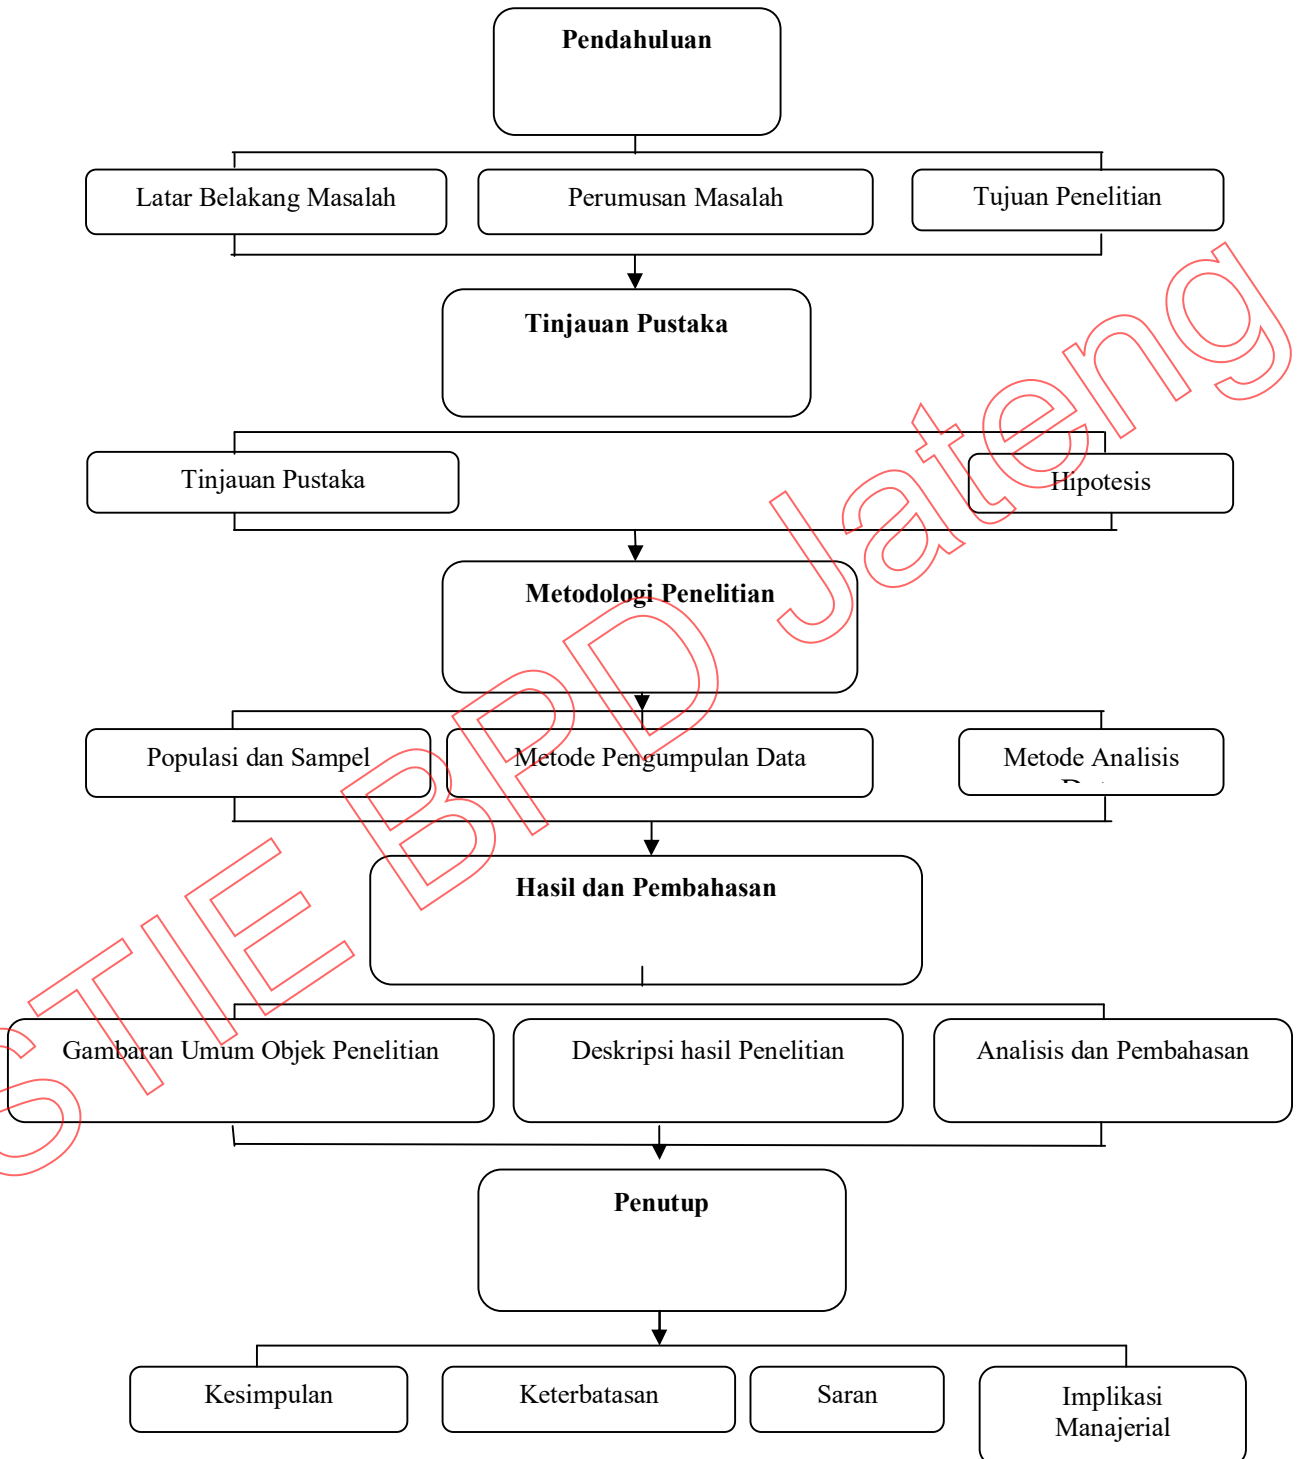 Pendahuluan
Latar Belakang Masalah
Perumusan Masalah
Tujuan Penelitian
Tinjauan Pustaka
Tinjauan Pustaka
Hipotesis
Metodologi Penelitian
Populasi dan Sampel
Metode Pengumpulan Data
Metode Analisis
Hasil dan Pembahasan
Gambaran Umum Objek Penelitian
Deskripsi hasil Penelitian
Analisis dan Pembahasan
Penutup
Kesimpulan
Keterbatasan
Saran
Implikasi
Manajerial
STIE BPD Jateng